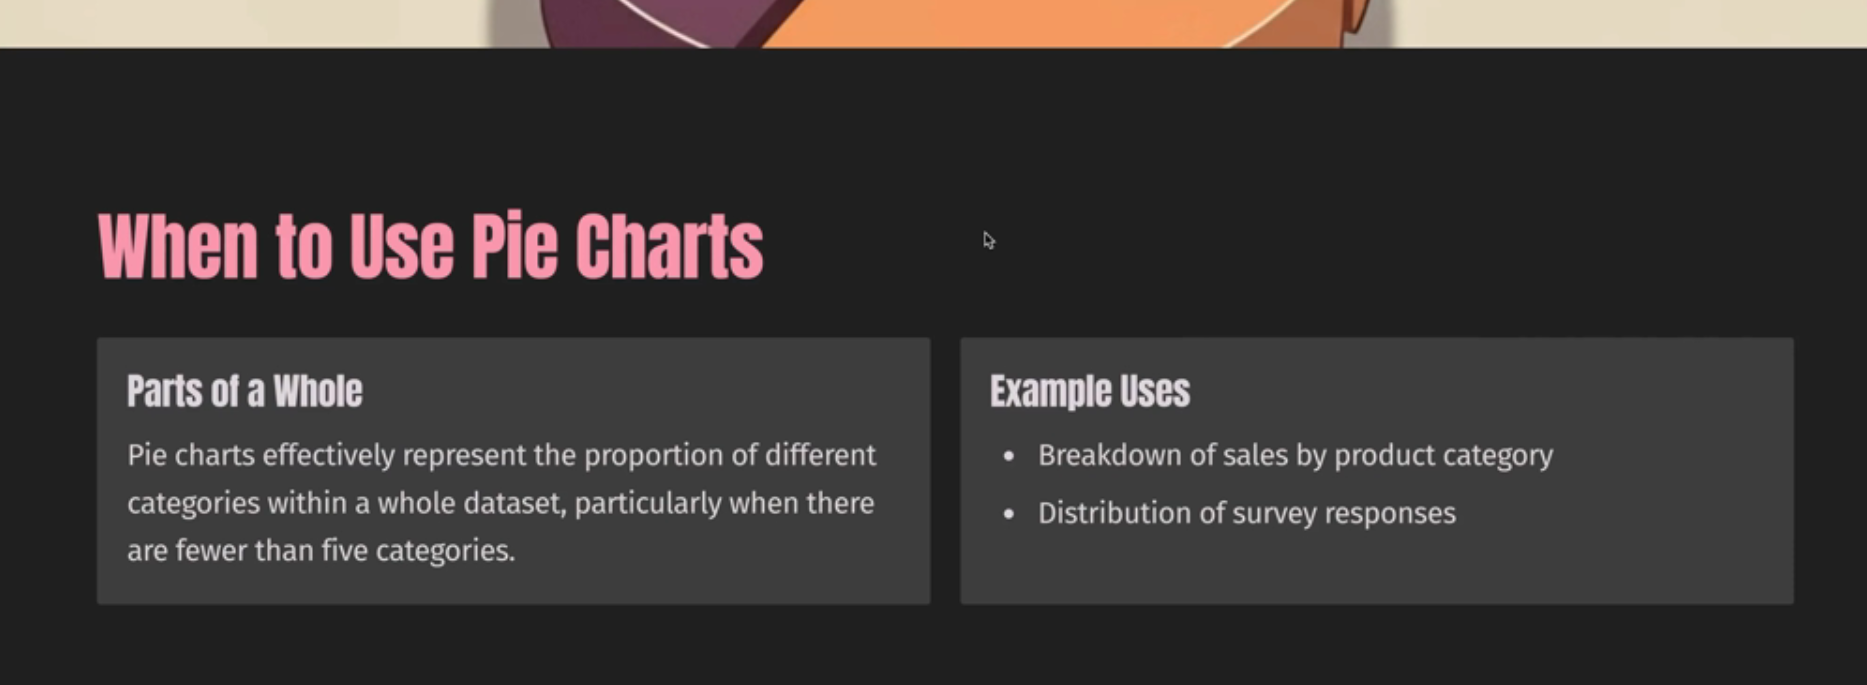 When to Use Pie Charts
Parts of a Whole
Pie charts effectively represent the proportion of different
categories within a whole dataset, particularly when there
are fewer than five categories.
Example Uses
• Breakdown of sales by product category
• Distribution of survey responses